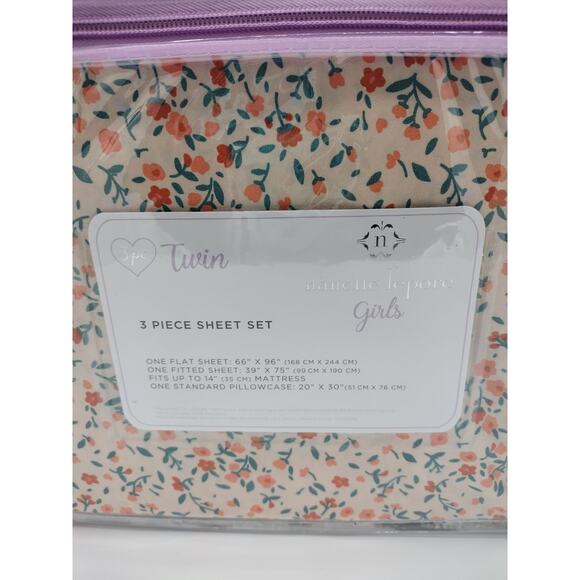 3 pc
Twin
n
nanette lepore
Girls
3 PIECE SHEET SET
ONE FLAT SHEET: 66" X 96" (168 CM X 244 CM)
ONE FITTED SHEET: 39" X 75" (99 CM X 190 CM)
FITS UP TO 14" (35 CM) MATTRESS
ONE STANDARD PILLOWCASE: 20" X 30"(51 CM X 76 CM)